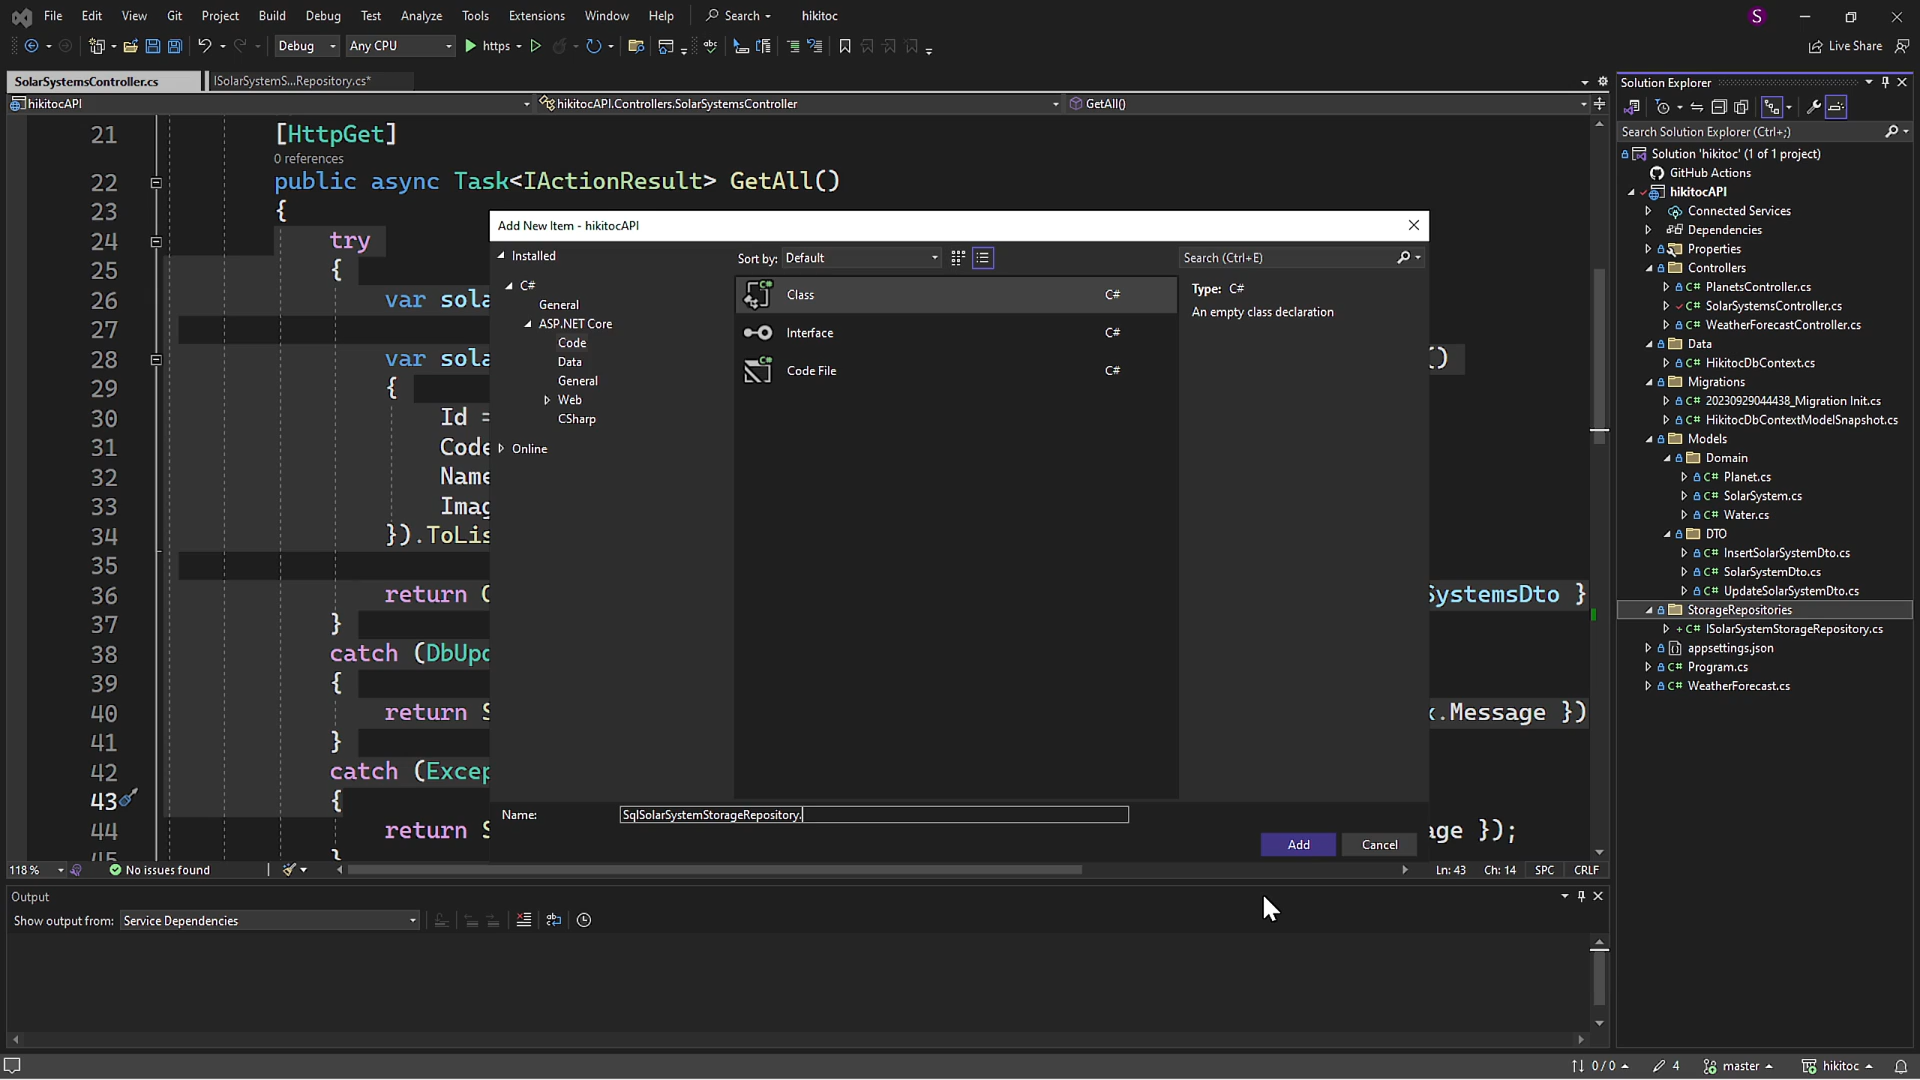 File Edit View Git Project Build Debug Test Analyze Tools Extensions Window Help Search hikitoc S
Debug Any CPU https Live Share
SolarSystemsController.cs ISolarSystemS...Repository.cs*
hikitocAPI hikitocAPI.Controllers.SolarSystemsController GetAll()
21 [HttpGet]
0 references
22 public async Task<IActionResult> GetAll()
23 {
24 try
25 {
26 var sola
27
28 var sola ()
29 {
30 Id =
31 Code
32 Name
33 Imag
34 }).ToLis
35
36 return SystemsDto }
37 }
38 catch (DbUpd
39 {
40 return S x.Message })
41 }
42 catch (Excep
43 {
44 return S age });
45 }
Add New Item - hikitocAPI
Installed
C#
General
ASP.NET Core
Code
Data
General
Web
CSharp
Online
Sort by: Default
Class C#
Interface C#
Code File C#
Search (Ctrl+E)
Type: C#
An empty class declaration
Name: SqlSolarSystemStorageRepository.
Add Cancel
118 % No issues found Ln: 43 Ch: 14 SPC CRLF
Output
Show output from: Service Dependencies
Solution Explorer
Search Solution Explorer (Ctrl+;)
Solution 'hikitoc' (1 of 1 project)
GitHub Actions
hikitocAPI
Connected Services
Dependencies
Properties
Controllers
C# PlanetsController.cs
C# SolarSystemsController.cs
C# WeatherForecastController.cs
Data
C# HikitocDbContext.cs
Migrations
C# 20230929044438_Migration Init.cs
C# HikitocDbContextModelSnapshot.cs
Models
Domain
C# Planet.cs
C# SolarSystem.cs
C# Water.cs
DTO
C# InsertSolarSystemDto.cs
C# SolarSystemDto.cs
C# UpdateSolarSystemDto.cs
StorageRepositories
+ C# ISolarSystemStorageRepository.cs
appsettings.json
C# Program.cs
C# WeatherForecast.cs
0 / 0 4 master hikitoc